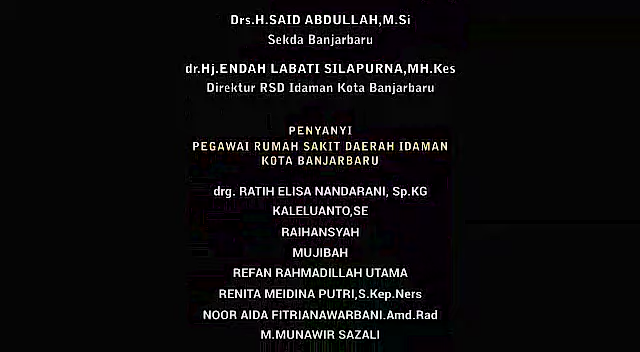 Drs.H.SAID ABDULLAH,M.Si
Sekda Banjarbaru
dr.Hj.ENDAH LABATI SILAPURNA,MH.Kes
Direktur RSD Idaman Kota Banjarbaru
PENYANYI
PEGAWAI RUMAH SAKIT DAERAH IDAMAN
KOTA BANJARBARU
drg. RATIH ELISA NANDARANI, Sp.KG
KALELUANTO,SE
RAIHANSYAH
MUJIBAH
REFAN RAHMADILLAH UTAMA
RENITA MEIDINA PUTRI,S.Kep.Ners
NOOR AIDA FITRIANAWARBANI.Amd.Rad
M.MUNAWIR SAZALI